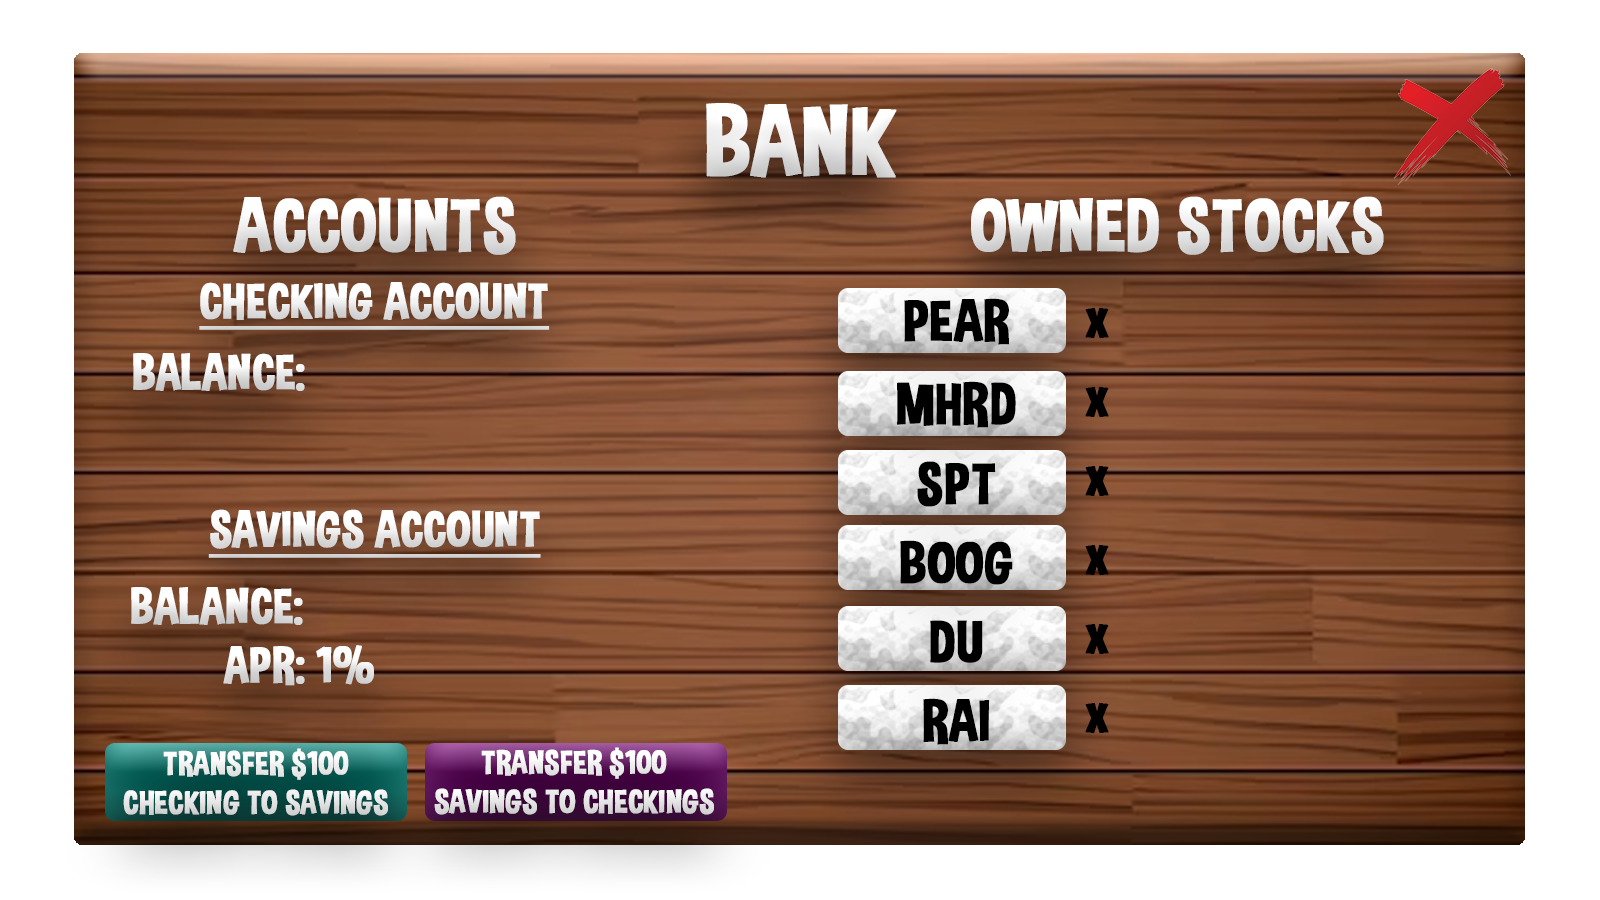 BANK
ACCOUNTS
CHECKING ACCOUNT
BALANCE:
SAVINGS ACCOUNT
BALANCE:
APR: 1%
TRANSFER $100
CHECKING TO SAVINGS
TRANSFER $100
SAVINGS TO CHECKINGS
OWNED STOCKS
PEAR X
MHRD X
SPT X
BOOG X
DU X
RAI X